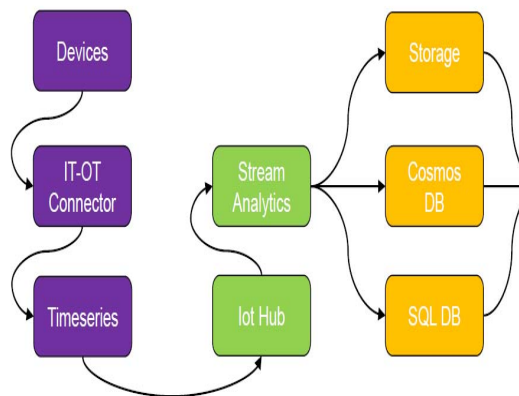 Devices
IT-OT
Connector
Timeseries
Stream
Analytics
Iot Hub
Storage
Cosmos
DB
SQL DB